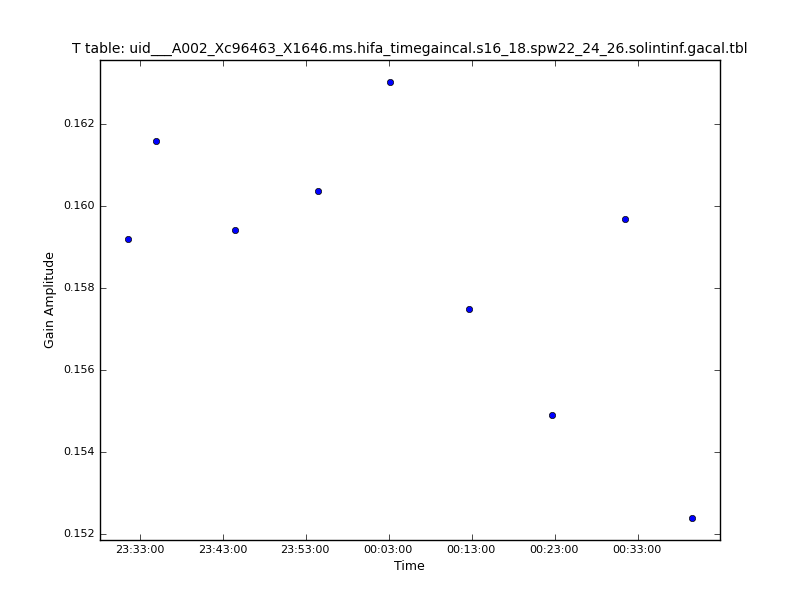 T table: uid___A002_Xc96463_X1646.ms.hifa_timegaincal.s16_18.spw22_24_26.solintinf.gacal.tbl
0.162
0.160
0.158
0.156
0.154
0.152
Gain Amplitude
23:33:00 23:43:00 23:53:00 00:03:00 00:13:00 00:23:00 00:33:00
Time